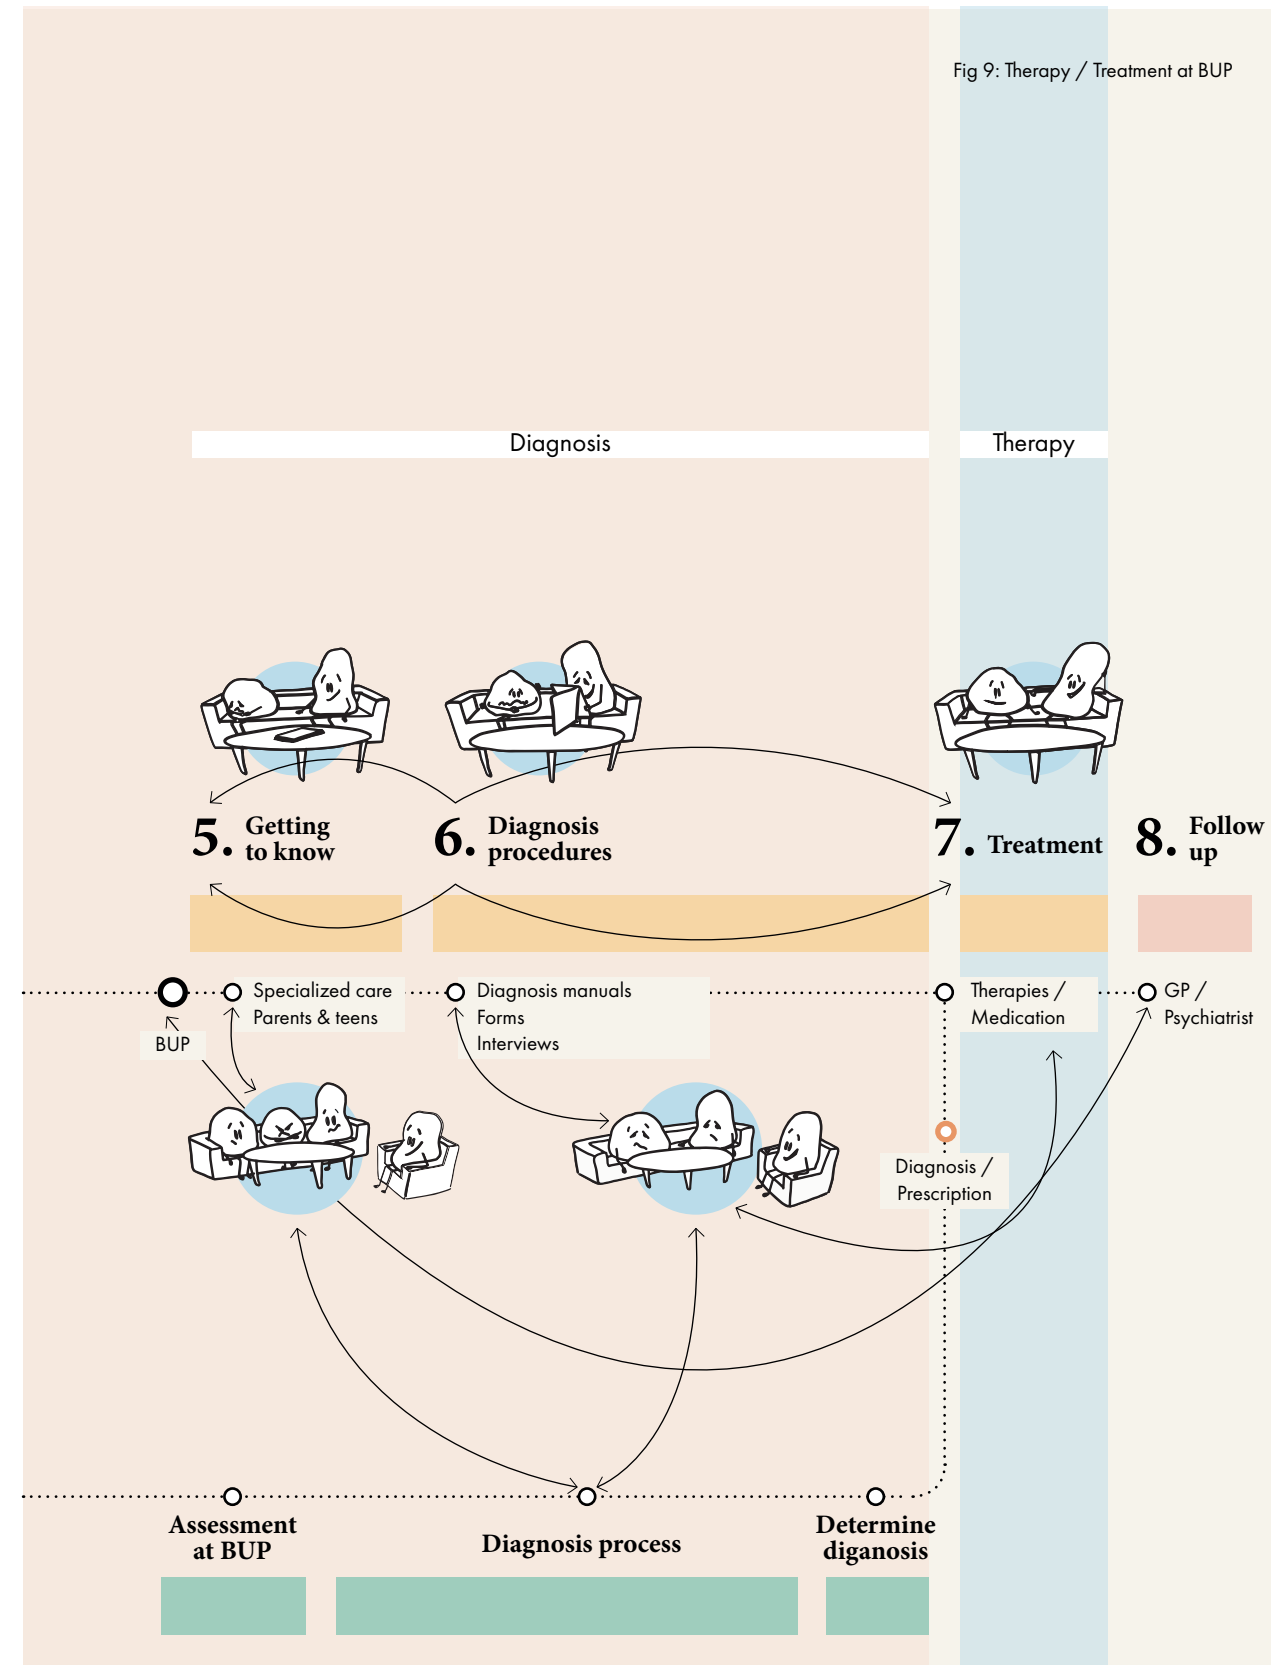 Fig 9: Therapy / Treatment at BUP
Diagnosis
Therapy
5. Getting
to know
6. Diagnosis
procedures
7. Treatment
8. Follow
up
Specialized care
Parents & teens
Diagnosis manuals
Forms
Interviews
Therapies /
Medication
GP /
Psychiatrist
BUP
Diagnosis /
Prescription
Assessment
at BUP
Diagnosis process
Determine
diganosis